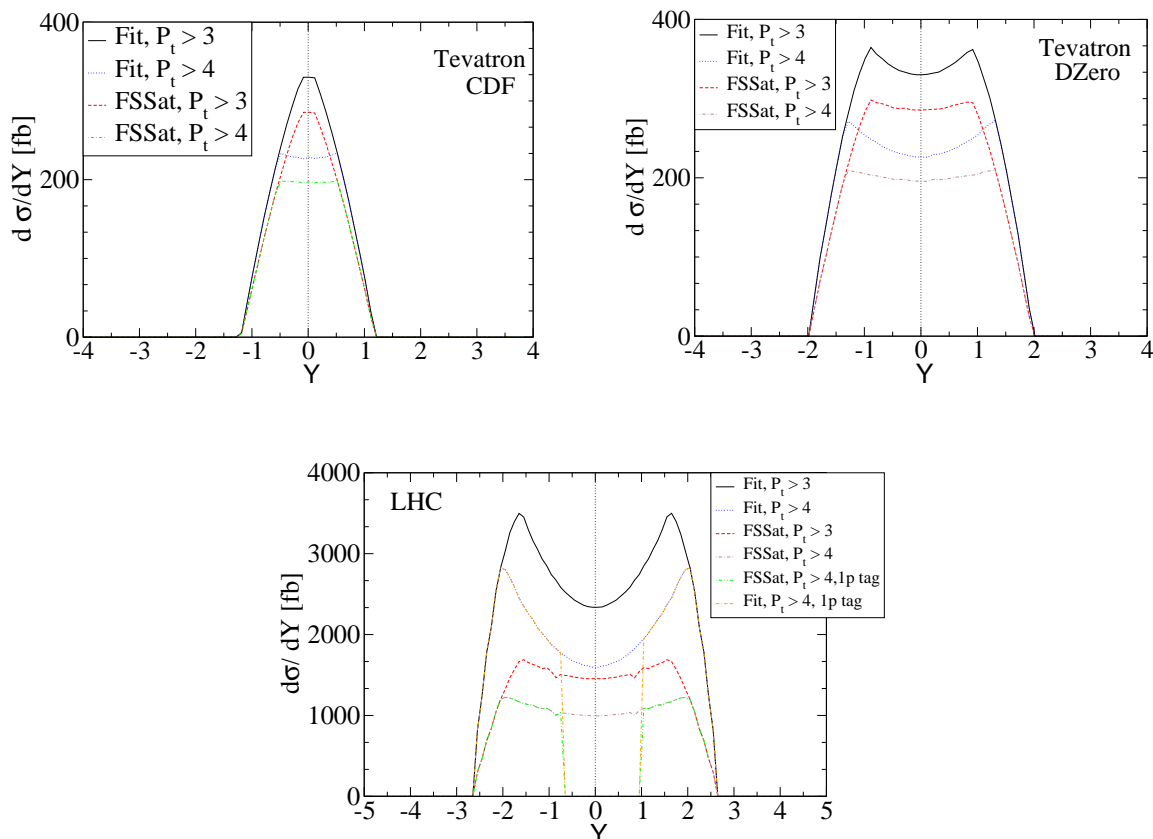 400
Fit, P_t > 3
Fit, P_t > 4
FSSat, P_t > 3
FSSat, P_t > 4
Tevatron
CDF
d σ/dY [fb]
200
0
-4 -3 -2 -1 0 1 2 3 4
Y
400
Fit, P_t > 3
Fit, P_t > 4
FSSat, P_t > 3
FSSat, P_t > 4
Tevatron
DZero
d σ/dY [fb]
200
0
-4 -3 -2 -1 0 1 2 3 4
Y
4000
LHC
Fit, P_t > 3
Fit, P_t > 4
FSSat, P_t > 3
FSSat, P_t > 4
FSSat, P_t > 4,1p tag
Fit, P_t > 4, 1p tag
3000
dσ/ dY [fb]
2000
1000
0
-5 -4 -3 -2 -1 0 1 2 3 4 5
Y